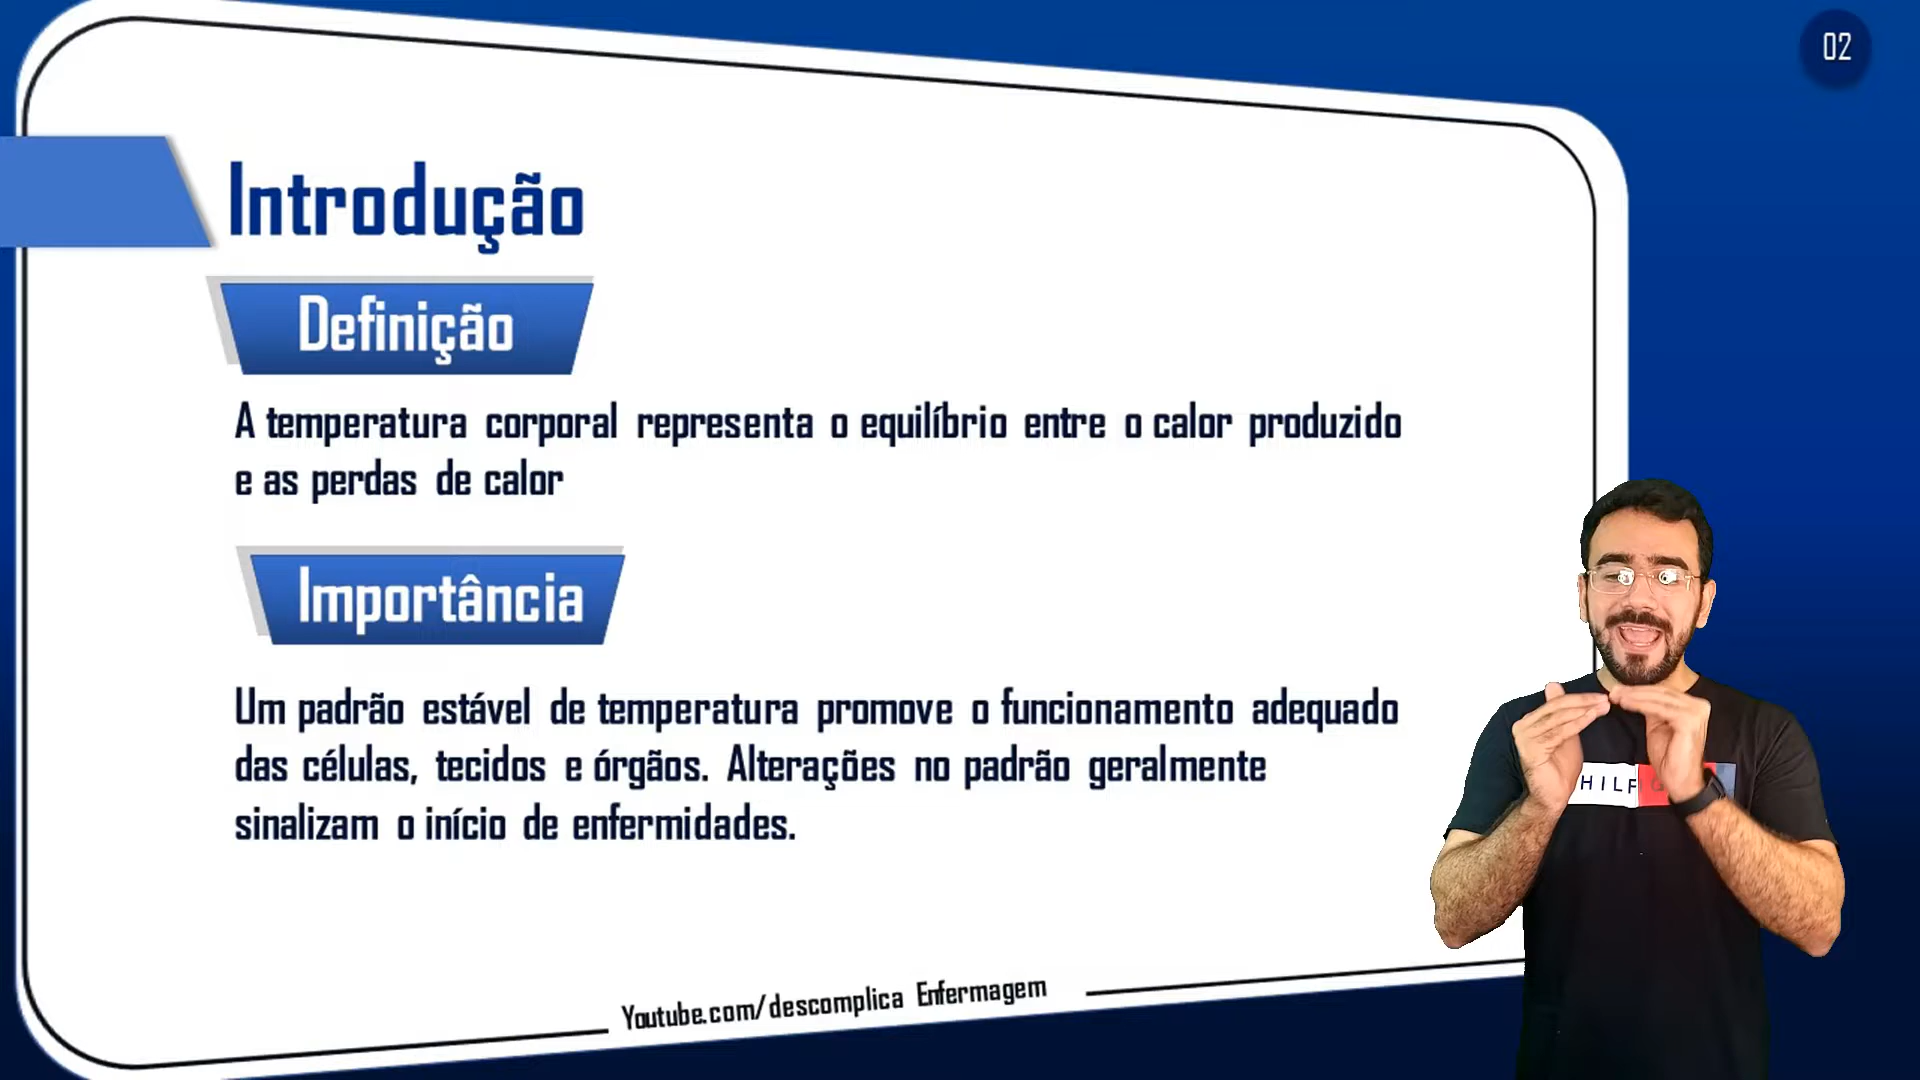 02
Introdução
Definição
A temperatura corporal representa o equilíbrio entre o calor produzido
e as perdas de calor
Importância
Um padrão estável de temperatura promove o funcionamento adequado
das células, tecidos e órgãos. Alterações no padrão geralmente
sinalizam o início de enfermidades.
HILF
Youtube.com/descomplica Enfermagem